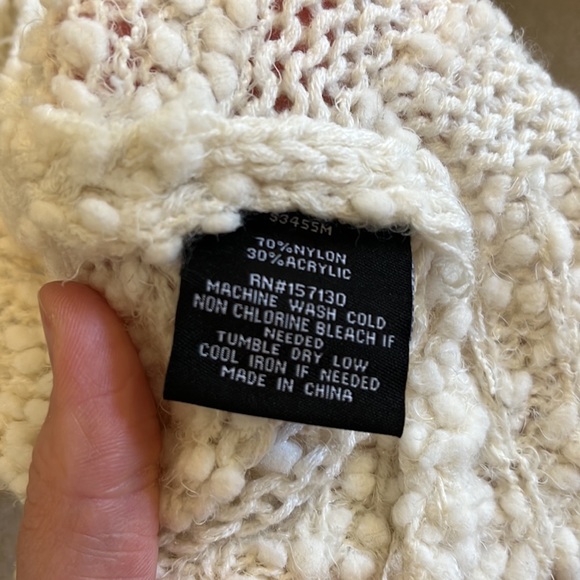 S3455M
70%NYLON
30%ACRYLIC
RN#157130
MACHINE WASH COLD
NON CHLORINE BLEACH IF
NEEDED
TUMBLE DRY LOW
COOL IRON IF NEEDED
MADE IN CHINA